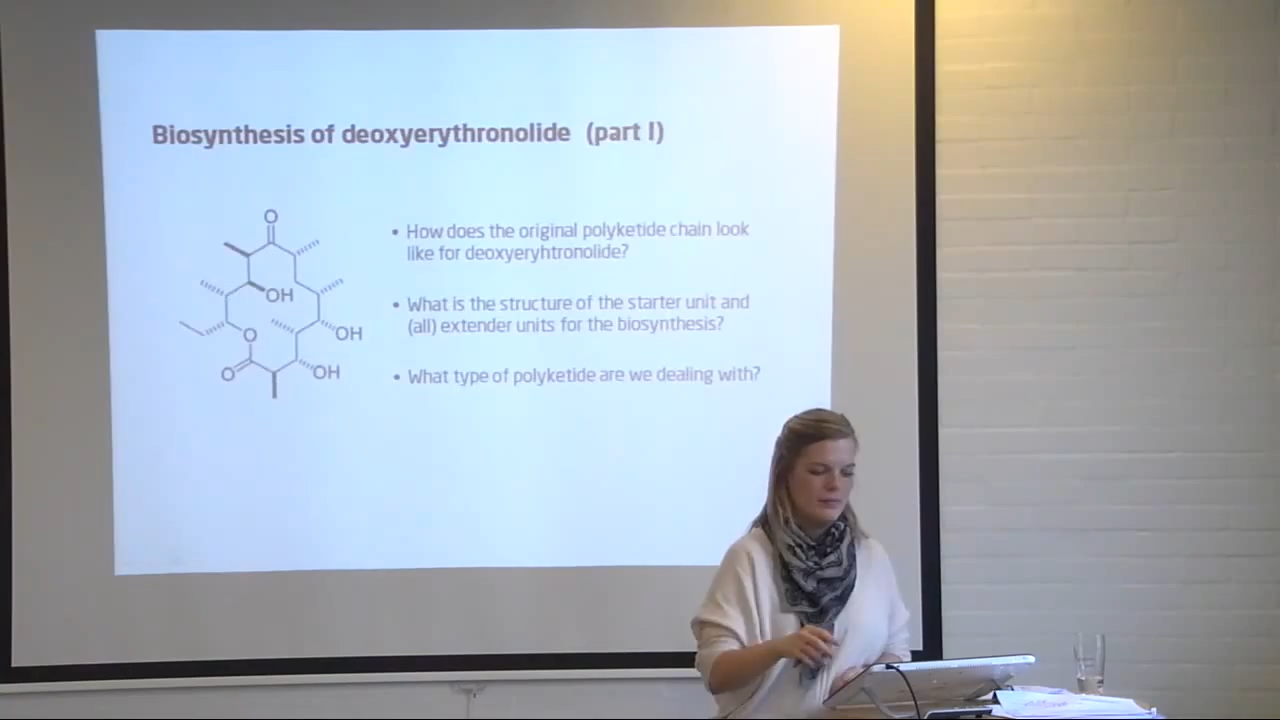 Biosynthesis of deoxyerythronolide (part I)
O
OH
O
OH
O
OH
• How does the original polyketide chain look
like for deoxyeryhtronolide?
• What is the structure of the starter unit and
(all) extender units for the biosynthesis?
• What type of polyketide are we dealing with?